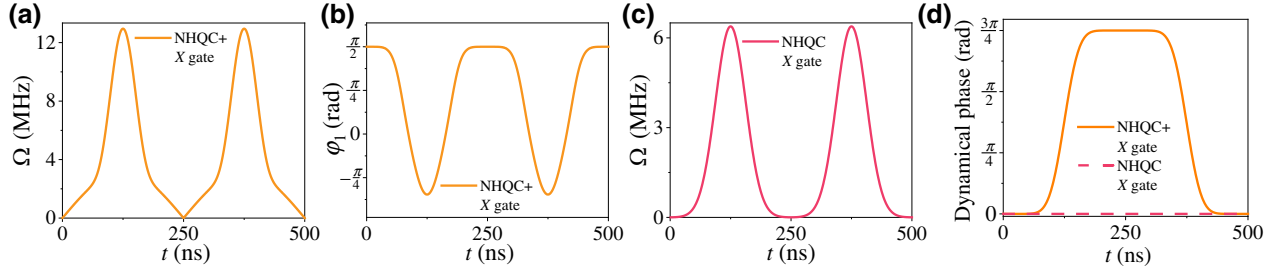 (a)
Ω (MHz)
12
8
4
0
NHQC+
X gate
0
250
500
t (ns)
(b)
φ₁ (rad)
π/2
π/4
0
−π/4
NHQC+
X gate
0
250
500
t (ns)
(c)
Ω (MHz)
6
3
0
NHQC
X gate
0
250
500
t (ns)
(d)
Dynamical phase (rad)
3π/4
π/2
π/4
0
NHQC+
X gate
NHQC
X gate
0
250
500
t (ns)